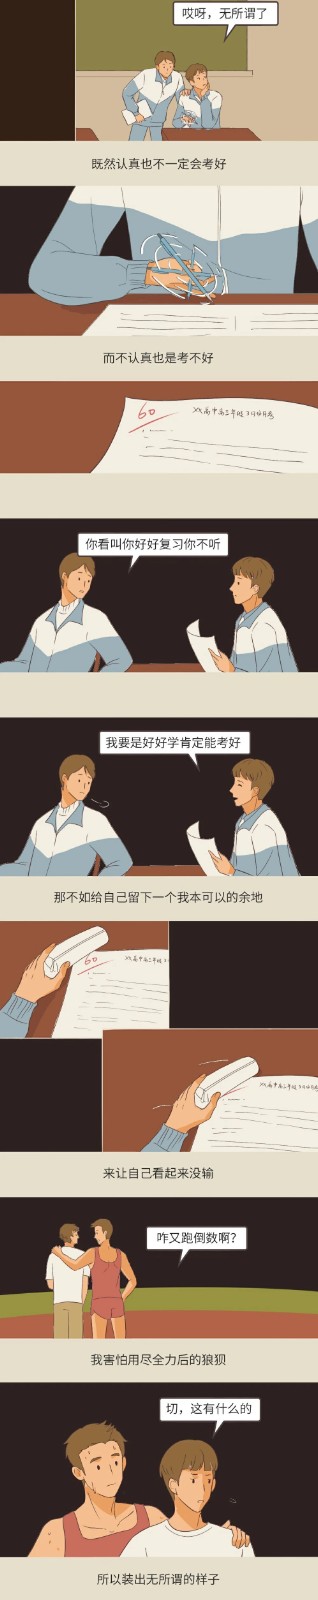 哎呀，无所谓了
既然认真也不一定会考好
而不认真也是考不好
60
你看叫你好好复习你不听
我要是好好学肯定能考好
那不如给自己留下一个我本可以的余地
60
来让自己看起来没输
咋又跑倒数啊?
我害怕用尽全力后的狼狈
切，这有什么的
所以装出无所谓的样子